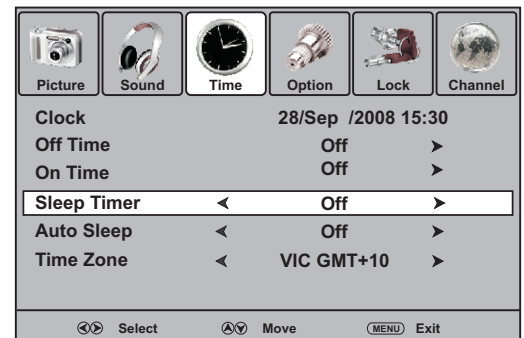 Picture Sound Time Option Lock Channel
Clock 28/Sep /2008 15:30
Off Time Off
On Time Off
Sleep Timer Off
Auto Sleep Off
Time Zone VIC GMT+10
Select Move MENU Exit